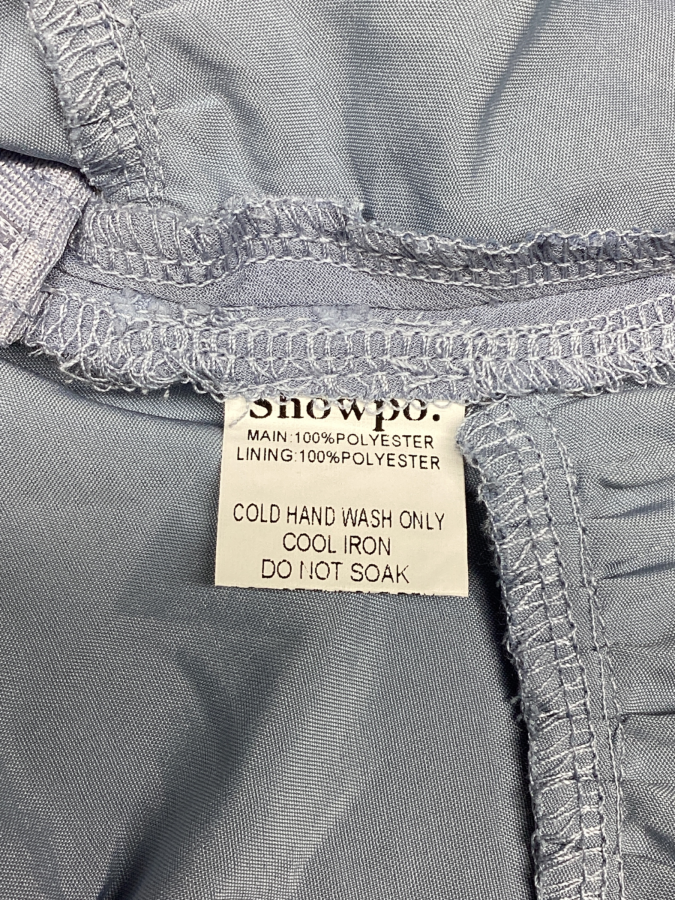 Showpo.
MAIN:100%POLYESTER
LINING:100%POLYESTER
COLD HAND WASH ONLY
COOL IRON
DO NOT SOAK